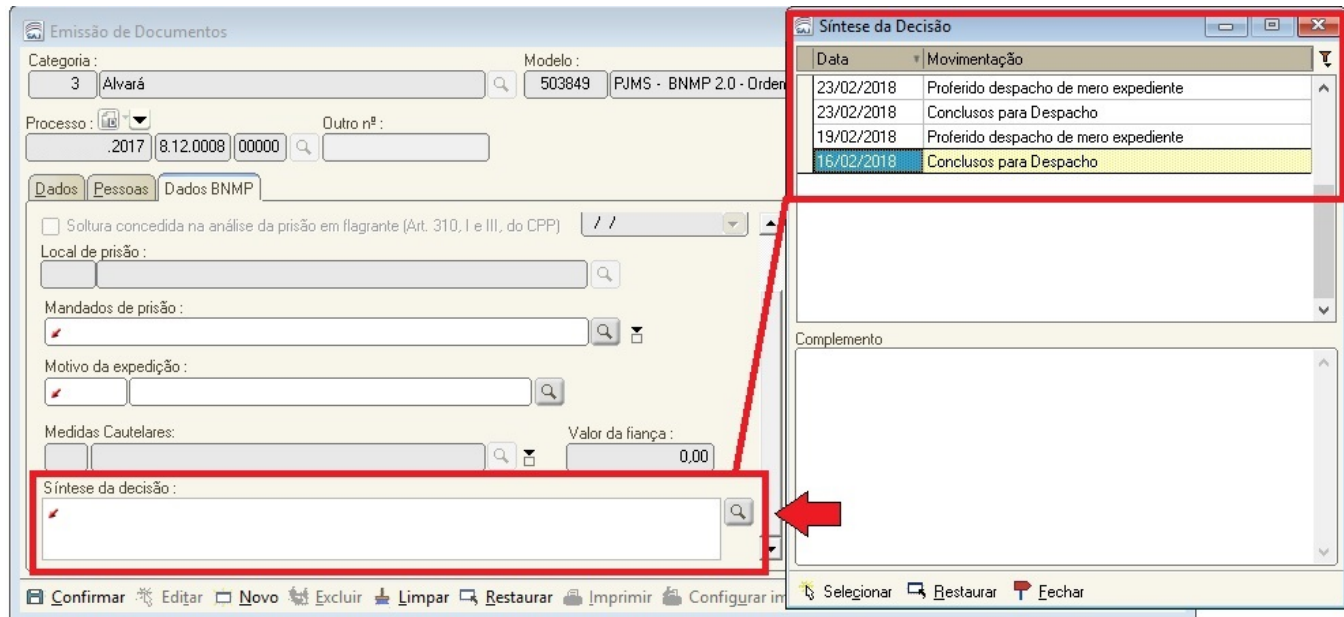 Emissão de Documentos
Categoria :
3 Alvará
Modelo :
503849 PJMS - BNMP 2.0 - Ordem
Processo :
Outro nº :
.2017 8.12.0008 00000
Dados Pessoas Dados BNMP
Soltura concedida na análise da prisão em flagrante (Art. 310, I e III, do CPP) / /
Local de prisão :
Mandados de prisão :
Motivo da expedição :
Medidas Cautelares:
Valor da fiança :
0,00
Síntese da decisão :
Confirmar Editar Novo Excluir Limpar Restaurar Imprimir Configurar im
Síntese da Decisão
Data Movimentação
23/02/2018 Proferido despacho de mero expediente
23/02/2018 Conclusos para Despacho
19/02/2018 Proferido despacho de mero expediente
16/02/2018 Conclusos para Despacho
Complemento
Selecionar Restaurar Fechar